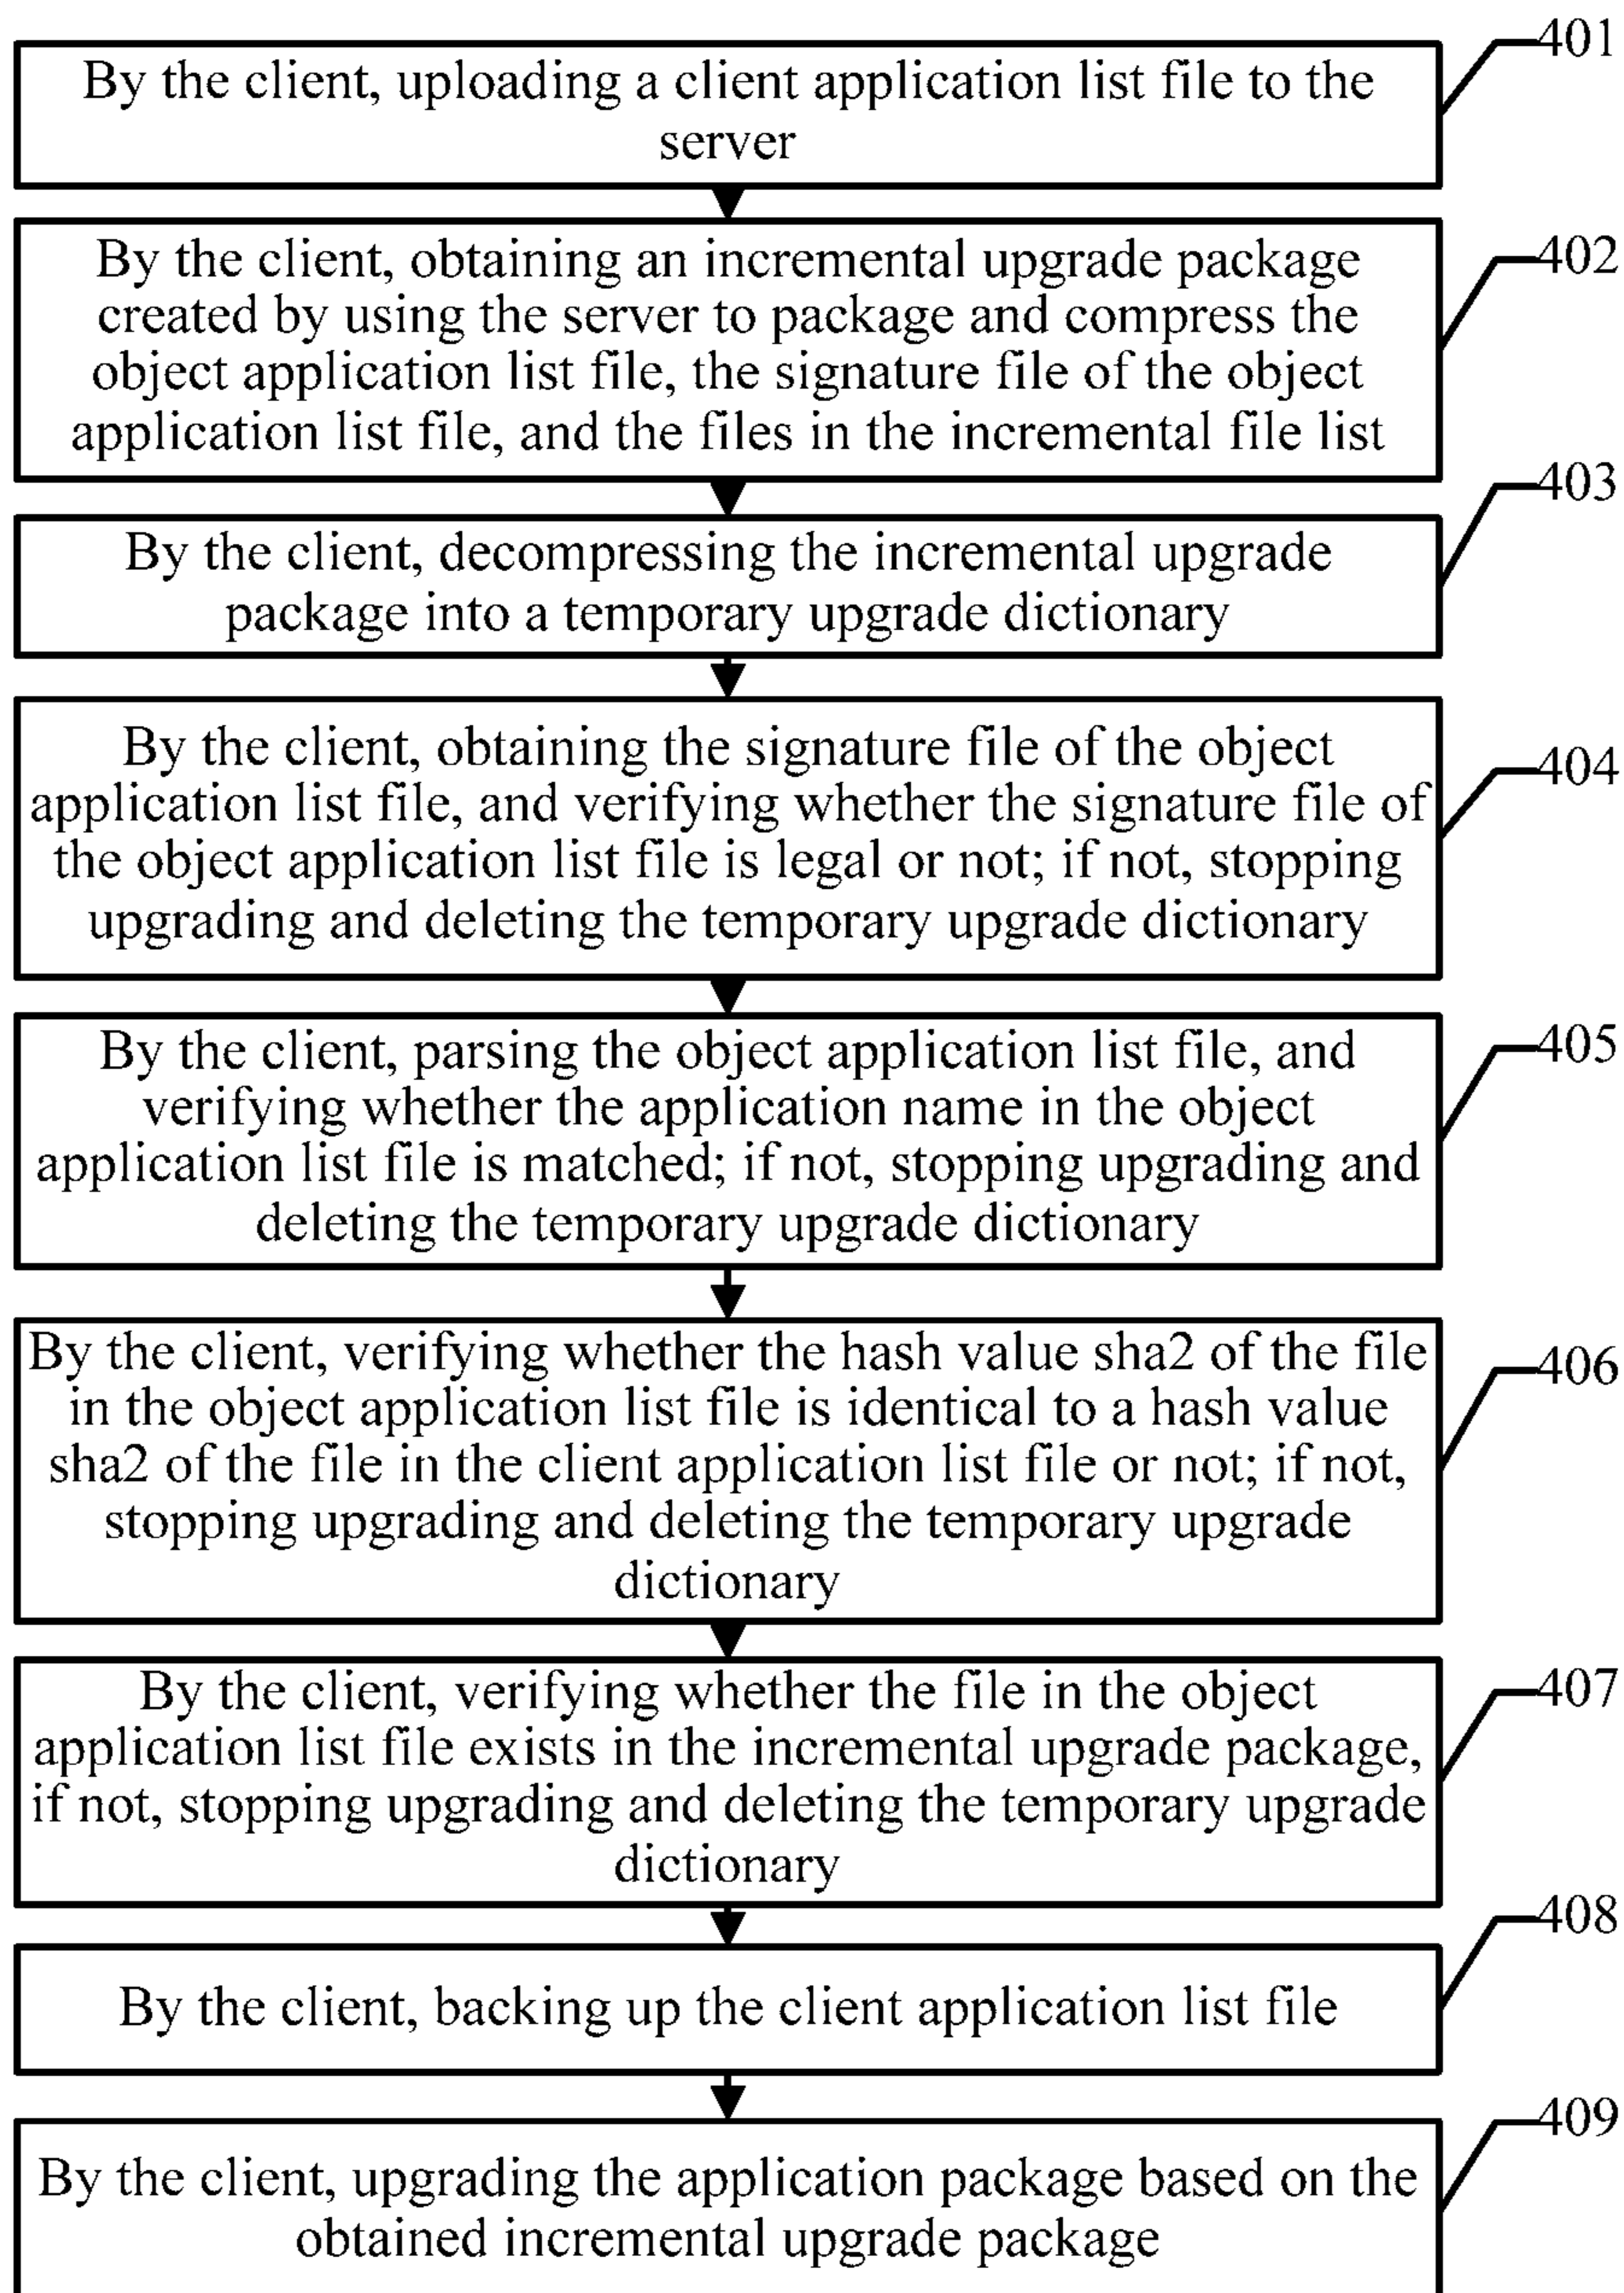 401
By the client, uploading a client application list file to the
server
402
By the client, obtaining an incremental upgrade package
created by using the server to package and compress the
object application list file, the signature file of the object
application list file, and the files in the incremental file list
403
By the client, decompressing the incremental upgrade
package into a temporary upgrade dictionary
404
By the client, obtaining the signature file of the object
application list file, and verifying whether the signature file of
the object application list file is legal or not; if not, stopping
upgrading and deleting the temporary upgrade dictionary
405
By the client, parsing the object application list file, and
verifying whether the application name in the object
application list file is matched; if not, stopping upgrading and
deleting the temporary upgrade dictionary
406
By the client, verifying whether the hash value sha2 of the file
in the object application list file is identical to a hash value
sha2 of the file in the client application list file or not; if not,
stopping upgrading and deleting the temporary upgrade
dictionary
407
By the client, verifying whether the file in the object
application list file exists in the incremental upgrade package,
if not, stopping upgrading and deleting the temporary upgrade
dictionary
408
By the client, backing up the client application list file
409
By the client, upgrading the application package based on the
obtained incremental upgrade package